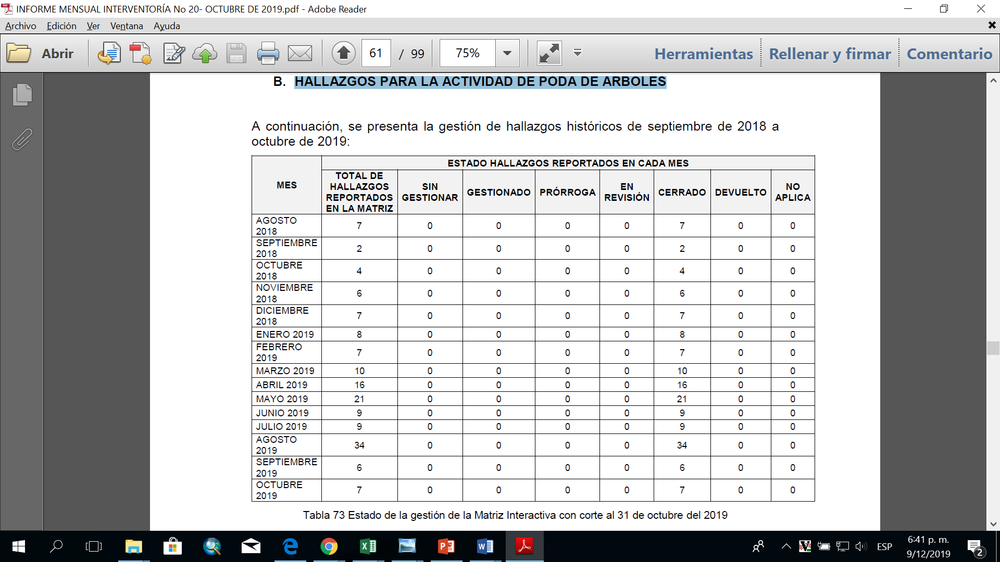 INFORME MENSUAL INTERVENTORÍA No 20- OCTUBRE DE 2019.pdf - Adobe Reader
Archivo Edición Ver Ventana Ayuda
Abrir 61 / 99 75% Herramientas Rellenar y firmar Comentario
B. HALLAZGOS PARA LA ACTIVIDAD DE PODA DE ARBOLES
A continuación, se presenta la gestión de hallazgos históricos de septiembre de 2018 a
octubre de 2019:
MES
ESTADO HALLAZGOS REPORTADOS EN CADA MES
TOTAL DE
HALLAZGOS
REPORTADOS
EN LA MATRIZ
SIN
GESTIONAR
GESTIONADO
PRÓRROGA
EN
REVISIÓN
CERRADO
DEVUELTO
NO
APLICA
AGOSTO
2018
7 0 0 0 0 7 0 0
SEPTIEMBRE
2018
2 0 0 0 0 2 0 0
OCTUBRE
2018
4 0 0 0 0 4 0 0
NOVIEMBRE
2018
6 0 0 0 0 6 0 0
DICIEMBRE
2018
7 0 0 0 0 7 0 0
ENERO 2019 8 0 0 0 0 8 0 0
FEBRERO
2019
7 0 0 0 0 7 0 0
MARZO 2019 10 0 0 0 0 10 0 0
ABRIL 2019 16 0 0 0 0 16 0 0
MAYO 2019 21 0 0 0 0 21 0 0
JUNIO 2019 9 0 0 0 0 9 0 0
JULIO 2019 9 0 0 0 0 9 0 0
AGOSTO
2019
34 0 0 0 0 34 0 0
SEPTIEMBRE
2019
6 0 0 0 0 6 0 0
OCTUBRE
2019
7 0 0 0 0 7 0 0
Tabla 73 Estado de la gestión de la Matriz Interactiva con corte al 31 de octubre del 2019
ESP
6:41 p. m.
9/12/2019
2